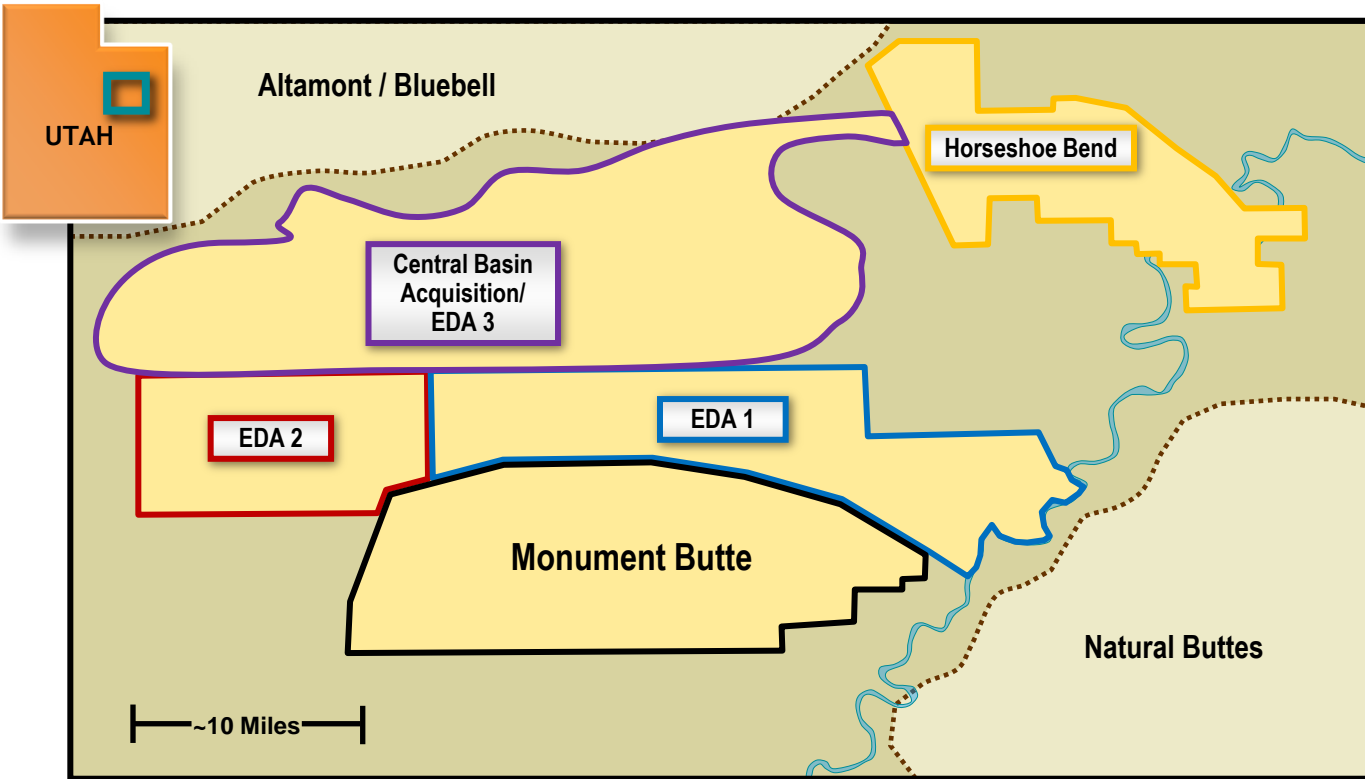 UTAH
Altamont / Bluebell
Horseshoe Bend
Central Basin
Acquisition/
EDA 3
EDA 2
EDA 1
Monument Butte
Natural Buttes
~10 Miles